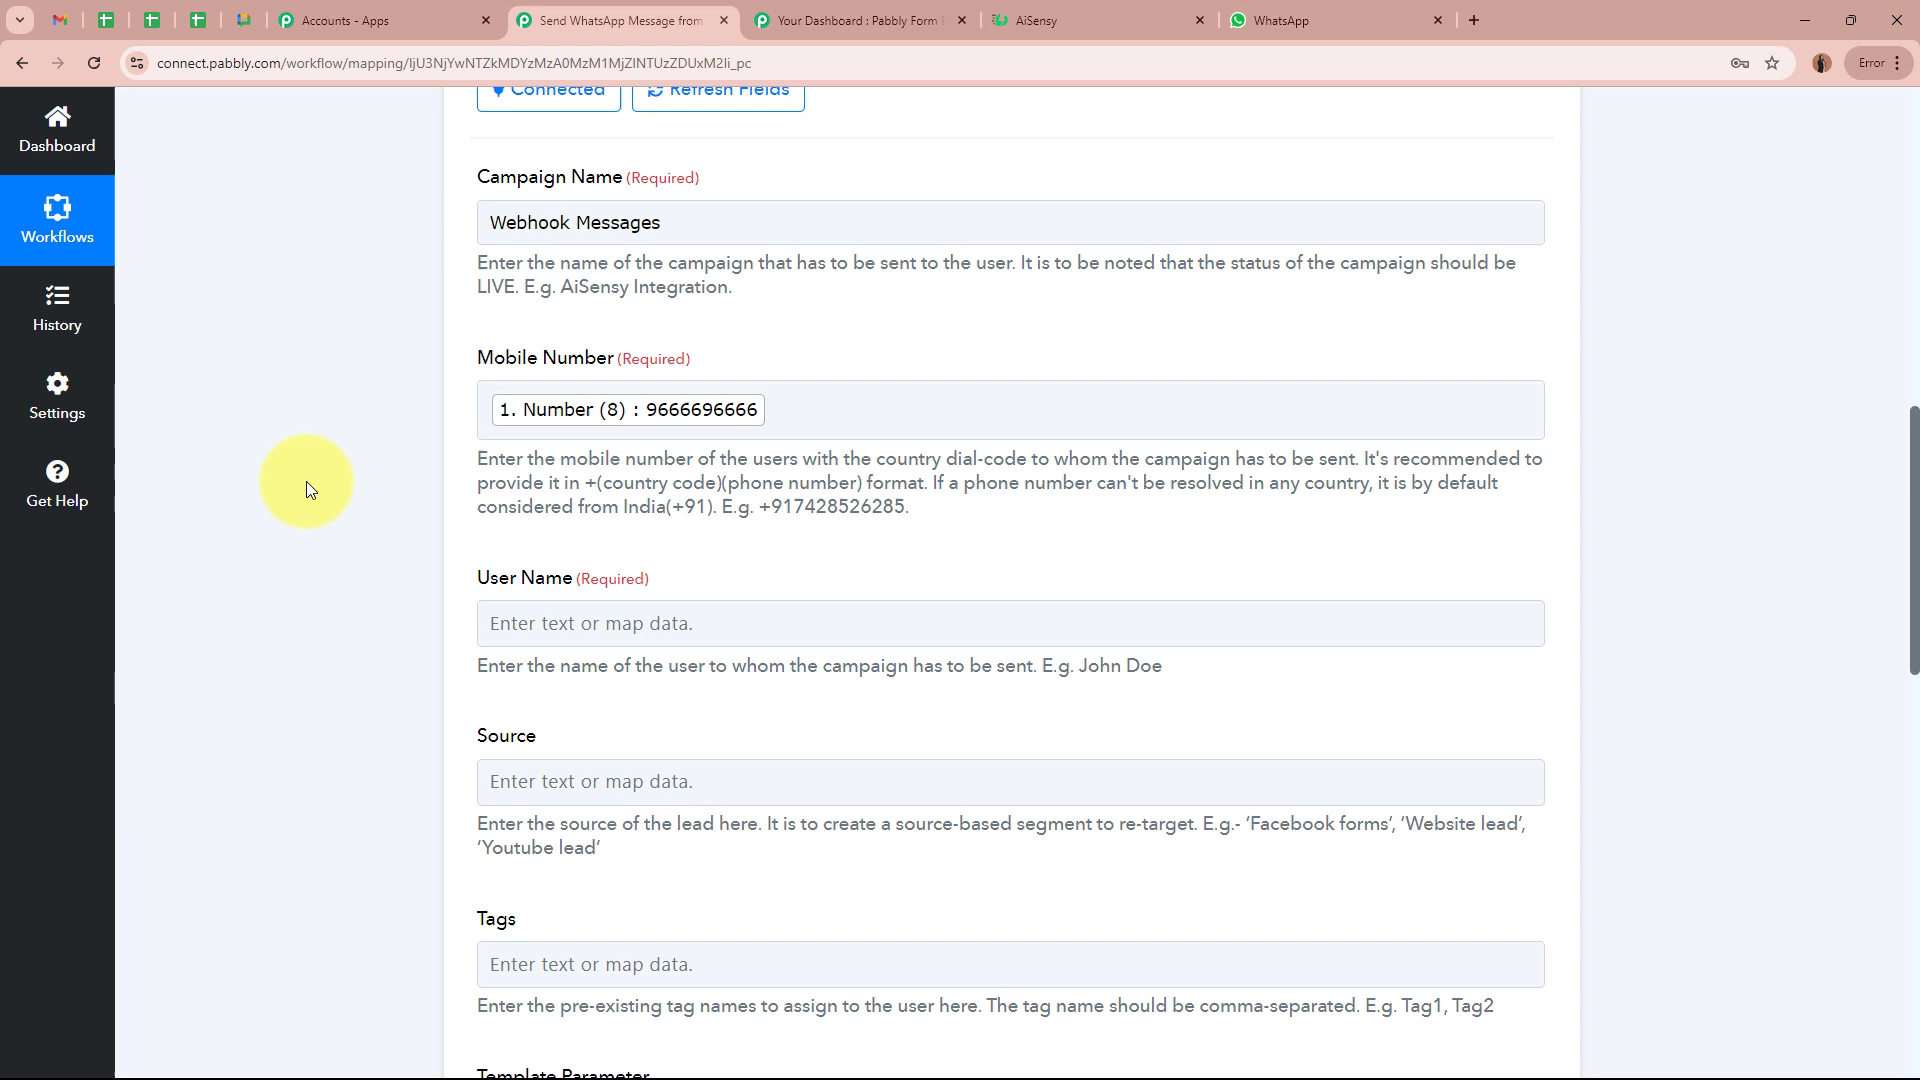 Accounts - Apps
Send WhatsApp Message from
Your Dashboard : Pabbly Form
AiSensy
WhatsApp
connect.pabbly.com/workflow/mapping/IjU3NjYwNTZkMDYzMzA0MzM1MjZlNTUzZDUxM2Ii_pc
Error
Dashboard
Workflows
History
Settings
Get Help
Connected
Refresh Fields
Campaign Name (Required)
Webhook Messages
Enter the name of the campaign that has to be sent to the user. It is to be noted that the status of the campaign should be
LIVE. E.g. AiSensy Integration.
Mobile Number (Required)
1. Number (8) : 9666696666
Enter the mobile number of the users with the country dial-code to whom the campaign has to be sent. It's recommended to
provide it in +(country code)(phone number) format. If a phone number can't be resolved in any country, it is by default
considered from India(+91). E.g. +917428526285.
User Name (Required)
Enter text or map data.
Enter the name of the user to whom the campaign has to be sent. E.g. John Doe
Source
Enter text or map data.
Enter the source of the lead here. It is to create a source-based segment to re-target. E.g.- ‘Facebook forms’, ‘Website lead’,
‘Youtube lead’
Tags
Enter text or map data.
Enter the pre-existing tag names to assign to the user here. The tag name should be comma-separated. E.g. Tag1, Tag2
Template Parameter